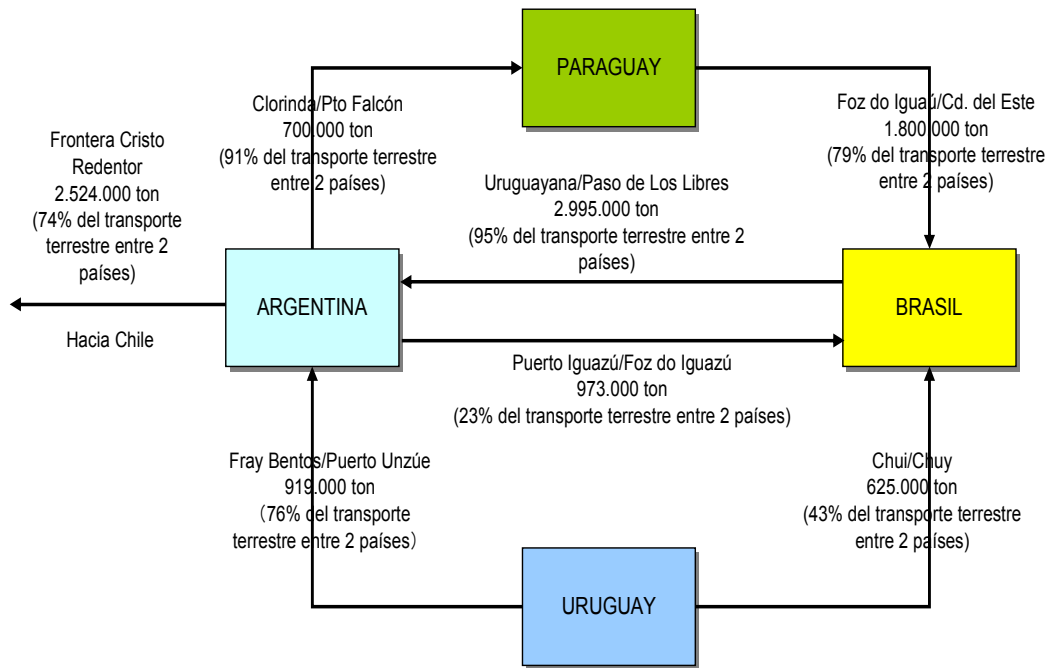 PARAGUAY
Clorinda/Pto Falcón
700.000 ton
(91% del transporte terrestre
entre 2 países)
Foz do Iguaú/Cd. del Este
1.800.000 ton
(79% del transporte terrestre
entre 2 países)
Frontera Cristo
Redentor
2.524.000 ton
(74% del transporte
terrestre entre 2
países)
Uruguayana/Paso de Los Libres
2.995.000 ton
(95% del transporte terrestre entre 2
países)
ARGENTINA
BRASIL
Hacia Chile
Puerto Iguazú/Foz do Iguazú
973.000 ton
(23% del transporte terrestre entre 2 países)
Fray Bentos/Puerto Unzúe
919.000 ton
（76% del transporte
terrestre entre 2 países）
Chui/Chuy
625.000 ton
(43% del transporte terrestre
entre 2 países)
URUGUAY